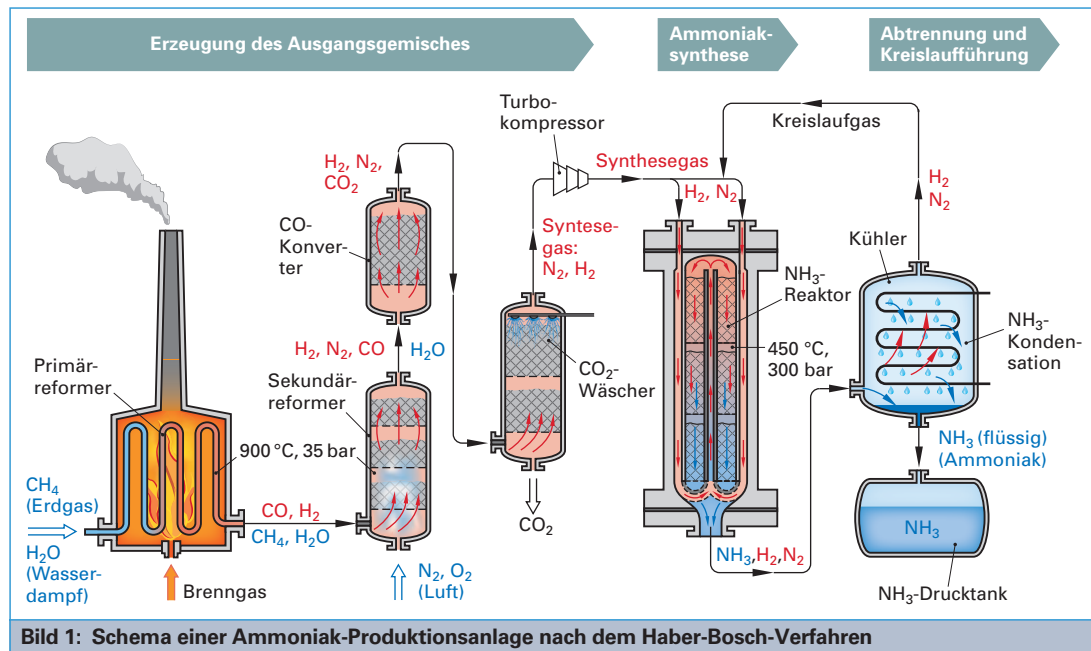 Erzeugung des Ausgangsgemisches
Ammoniak-
synthese
Abtrennung und
Kreislaufführung
Turbo-
kompressor
Kreislaufgas
Synthesegas
H₂, N₂,
CO₂
H₂, N₂
H₂
N₂
CO-
Konver-
ter
Syntese-
gas:
N₂, H₂
Kühler
NH₃-
Reaktor
NH₃-
Konden-
sation
H₂, N₂, CO
H₂O
450 °C,
300 bar
CO₂-
Wäscher
Primär-
reformer
Sekundär-
reformer
900 °C, 35 bar
NH₃ (flüssig)
(Ammoniak)
CH₄
(Erdgas)
H₂O
(Wasser-
dampf)
CO, H₂
CH₄, H₂O
CO₂
NH₃
NH₃,H₂,N₂
Brenngas
N₂, O₂
(Luft)
NH₃-Drucktank
Bild 1: Schema einer Ammoniak-Produktionsanlage nach dem Haber-Bosch-Verfahren